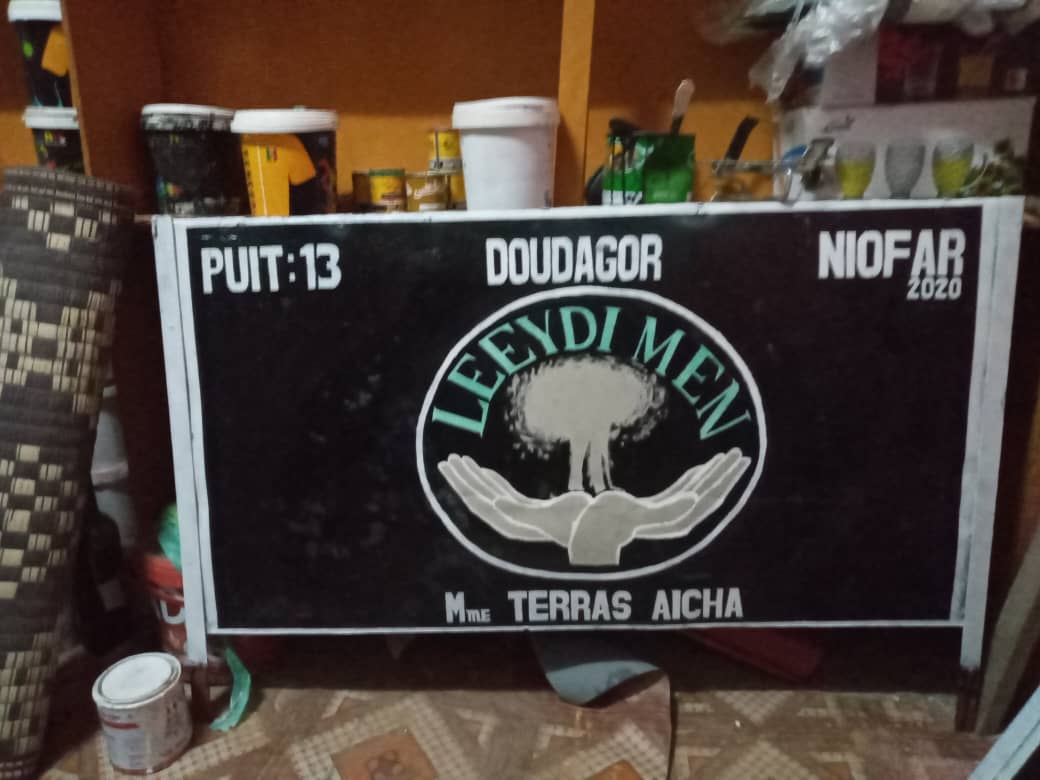 PUIT:13
DOUDAGOR
NIOFAR
2020
LEEYDI MEN
Mme TERRAS AICHA